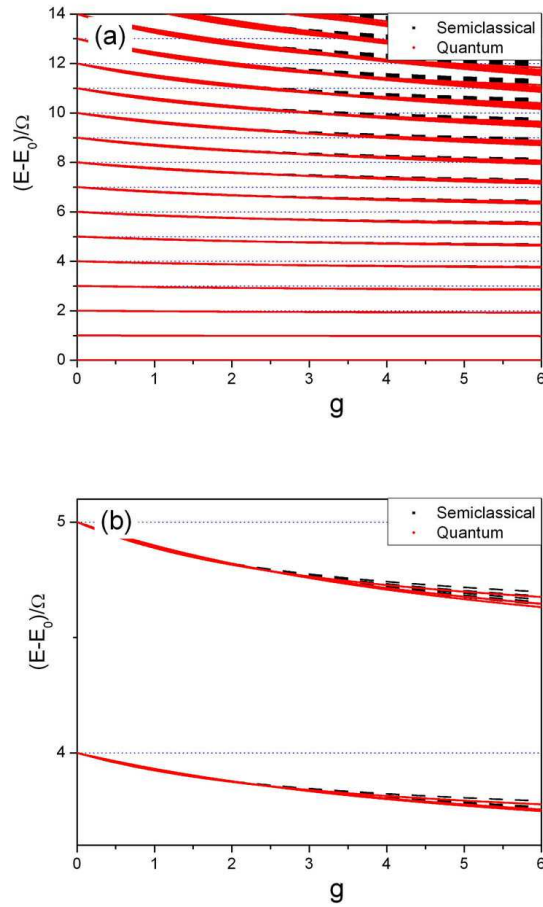 (a)
Semiclassical
Quantum
(E-E₀)/Ω
14
12
10
8
6
4
2
0
0 1 2 3 4 5 6
g
(b)
Semiclassical
Quantum
(E-E₀)/Ω
5
4
0 1 2 3 4 5 6
g